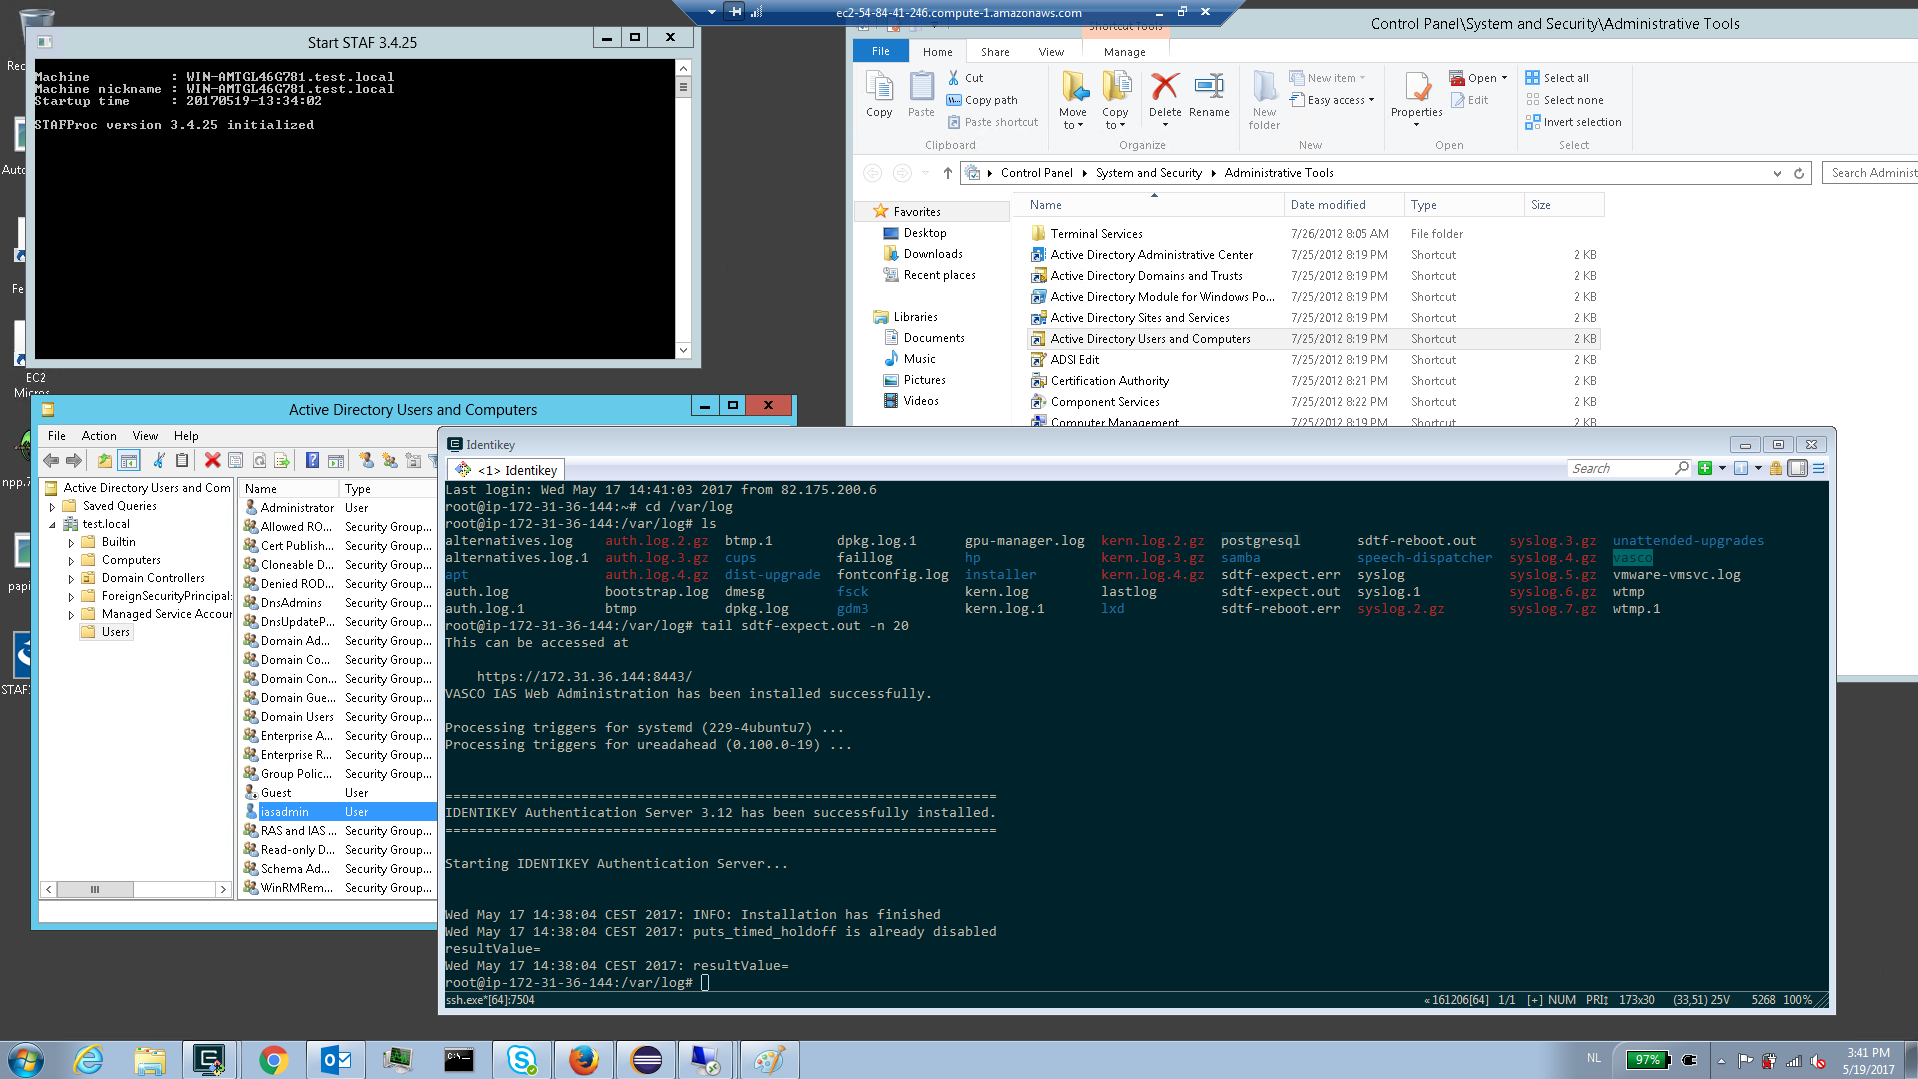 ec2-54-84-41-246.compute-1.amazonaws.com
Start STAF 3.4.25
Machine : WIN-AMTGL46G781.test.local
Machine nickname : WIN-AMTGL46G781.test.local
Startup time : 20170519-13:34:02
STAFProc version 3.4.25 initialized
Shortcut Tools
Control Panel\System and Security\Administrative Tools
File Home Share View Manage
Copy
Paste
Cut
Copy path
Paste shortcut
Clipboard
Move to
Copy to
Delete
Rename
Organize
New folder
New item
Easy access
New
Properties
Open
Edit
Open
Select all
Select none
Invert selection
Select
Control Panel System and Security Administrative Tools
Search Administ
Favorites
Desktop
Downloads
Recent places
Libraries
Documents
Music
Pictures
Videos
Name Date modified Type Size
Terminal Services 7/26/2012 8:05 AM File folder
Active Directory Administrative Center 7/25/2012 8:19 PM Shortcut 2 KB
Active Directory Domains and Trusts 7/25/2012 8:19 PM Shortcut 2 KB
Active Directory Module for Windows Po... 7/25/2012 8:19 PM Shortcut 2 KB
Active Directory Sites and Services 7/25/2012 8:19 PM Shortcut 2 KB
Active Directory Users and Computers 7/25/2012 8:19 PM Shortcut 2 KB
ADSI Edit 7/25/2012 8:19 PM Shortcut 2 KB
Certification Authority 7/25/2012 8:21 PM Shortcut 2 KB
Component Services 7/25/2012 8:22 PM Shortcut 2 KB
Computer Management 7/25/2012 8:19 PM Shortcut 2 KB
Rec
Auto
Fe
EC2
Micros
npp.7
papi
STAF
Active Directory Users and Computers
File Action View Help
Active Directory Users and Com
Saved Queries
test.local
Builtin
Computers
Domain Controllers
ForeignSecurityPrincipals
Managed Service Accour
Users
Name Type
Administrator User
Allowed RO... Security Group...
Cert Publish... Security Group...
Cloneable D... Security Group...
Denied ROD... Security Group...
DnsAdmins Security Group...
DnsUpdateP... Security Group...
Domain Ad... Security Group...
Domain Co... Security Group...
Domain Con... Security Group...
Domain Gue... Security Group...
Domain Users Security Group...
Enterprise A... Security Group...
Enterprise R... Security Group...
Group Polic... Security Group...
Guest User
iasadmin User
RAS and IAS ... Security Group...
Read-only D... Security Group...
Schema Ad... Security Group...
WinRMRem... Security Group...
Identikey
<1> Identikey
Search
Last login: Wed May 17 14:41:03 2017 from 82.175.200.6
root@ip-172-31-36-144:~# cd /var/log
root@ip-172-31-36-144:/var/log# ls
alternatives.log auth.log.2.gz btmp.1 dpkg.log.1 gpu-manager.log kern.log.2.gz postgresql sdtf-reboot.out syslog.3.gz unattended-upgrades
alternatives.log.1 auth.log.3.gz cups faillog hp kern.log.3.gz samba speech-dispatcher syslog.4.gz vasco
apt auth.log.4.gz dist-upgrade fontconfig.log installer kern.log.4.gz sdtf-expect.err syslog syslog.5.gz vmware-vmsvc.log
auth.log bootstrap.log dmesg fsck kern.log lastlog sdtf-expect.out syslog.1 syslog.6.gz wtmp
auth.log.1 btmp dpkg.log gdm3 kern.log.1 lxd sdtf-reboot.err syslog.2.gz syslog.7.gz wtmp.1
root@ip-172-31-36-144:/var/log# tail sdtf-expect.out -n 20
This can be accessed at
https://172.31.36.144:8443/
VASCO IAS Web Administration has been installed successfully.
Processing triggers for systemd (229-4ubuntu7) ...
Processing triggers for ureadahead (0.100.0-19) ...
=====================================================================
IDENTIKEY Authentication Server 3.12 has been successfully installed.
=====================================================================
Starting IDENTIKEY Authentication Server...
Wed May 17 14:38:04 CEST 2017: INFO: Installation has finished
Wed May 17 14:38:04 CEST 2017: puts_timed_holdoff is already disabled
resultValue=
Wed May 17 14:38:04 CEST 2017: resultValue=
root@ip-172-31-36-144:/var/log#
ssh.exe*[64]:7504 «161206[64] 1/1 [+] NUM PRI↕ 173x30 (33,51) 25V 5268 100%
NL
97%
3:41 PM
5/19/2017